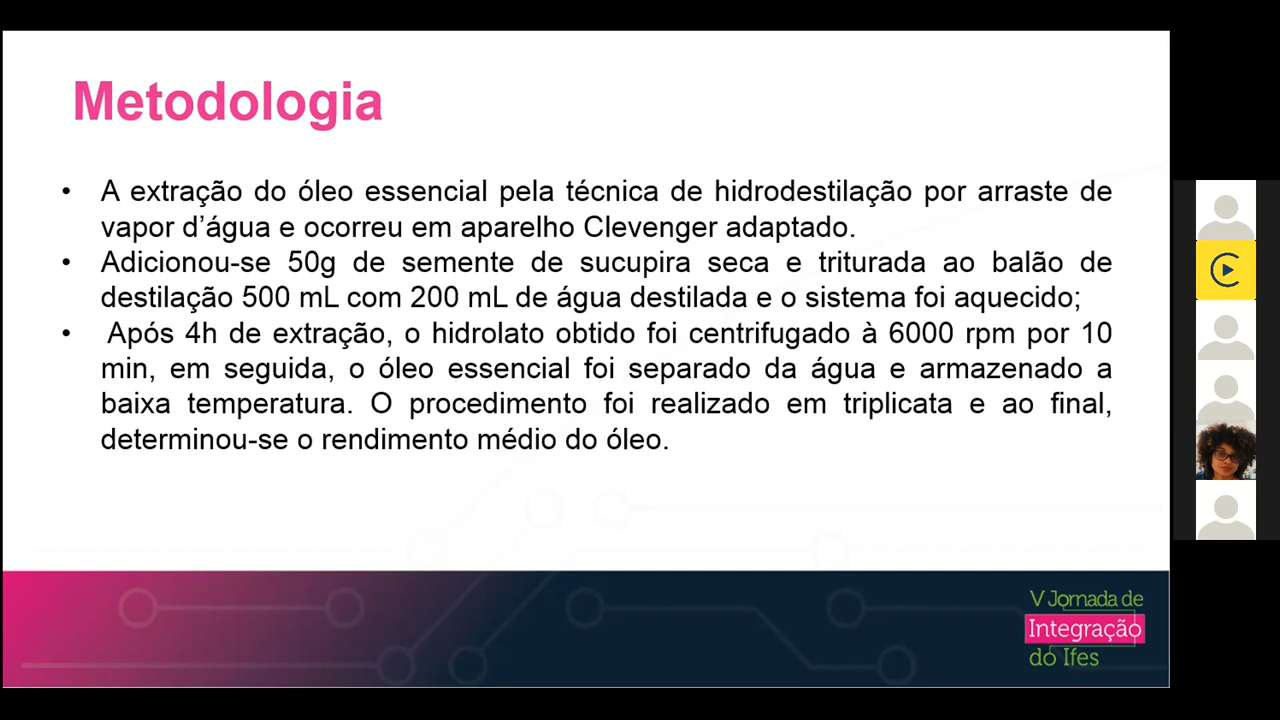 Metodologia
• A extração do óleo essencial pela técnica de hidrodestilação por arraste de
vapor d’água e ocorreu em aparelho Clevenger adaptado.
• Adicionou-se 50g de semente de sucupira seca e triturada ao balão de
destilação 500 mL com 200 mL de água destilada e o sistema foi aquecido;
• Após 4h de extração, o hidrolato obtido foi centrifugado à 6000 rpm por 10
min, em seguida, o óleo essencial foi separado da água e armazenado a
baixa temperatura. O procedimento foi realizado em triplicata e ao final,
determinou-se o rendimento médio do óleo.
V Jornada de
Integração
do Ifes